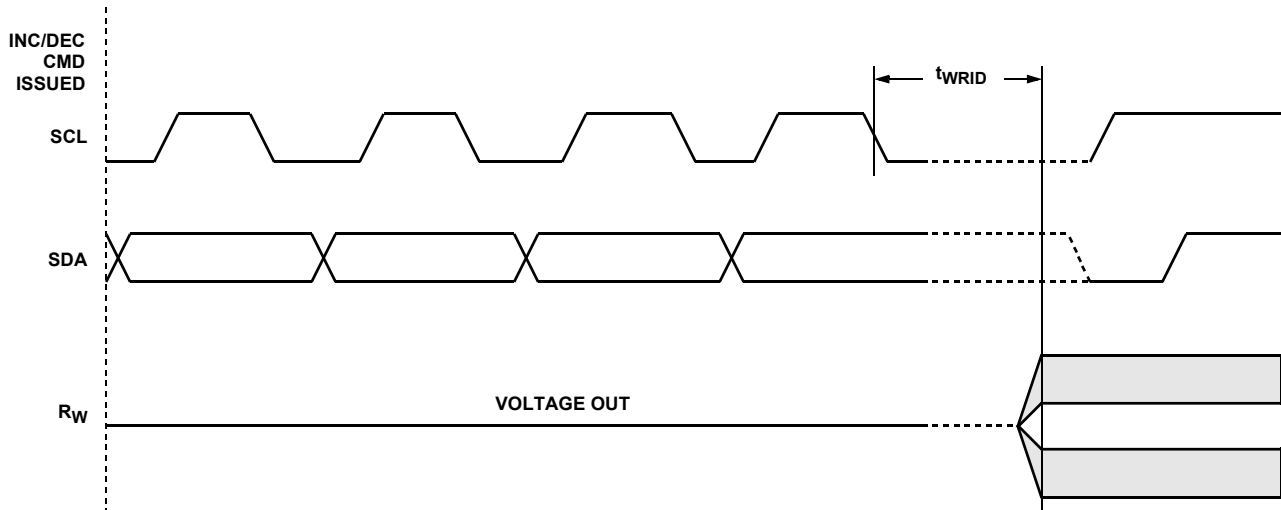 INC/DEC
CMD
ISSUED
tWRID
SCL
SDA
VOLTAGE OUT
RW